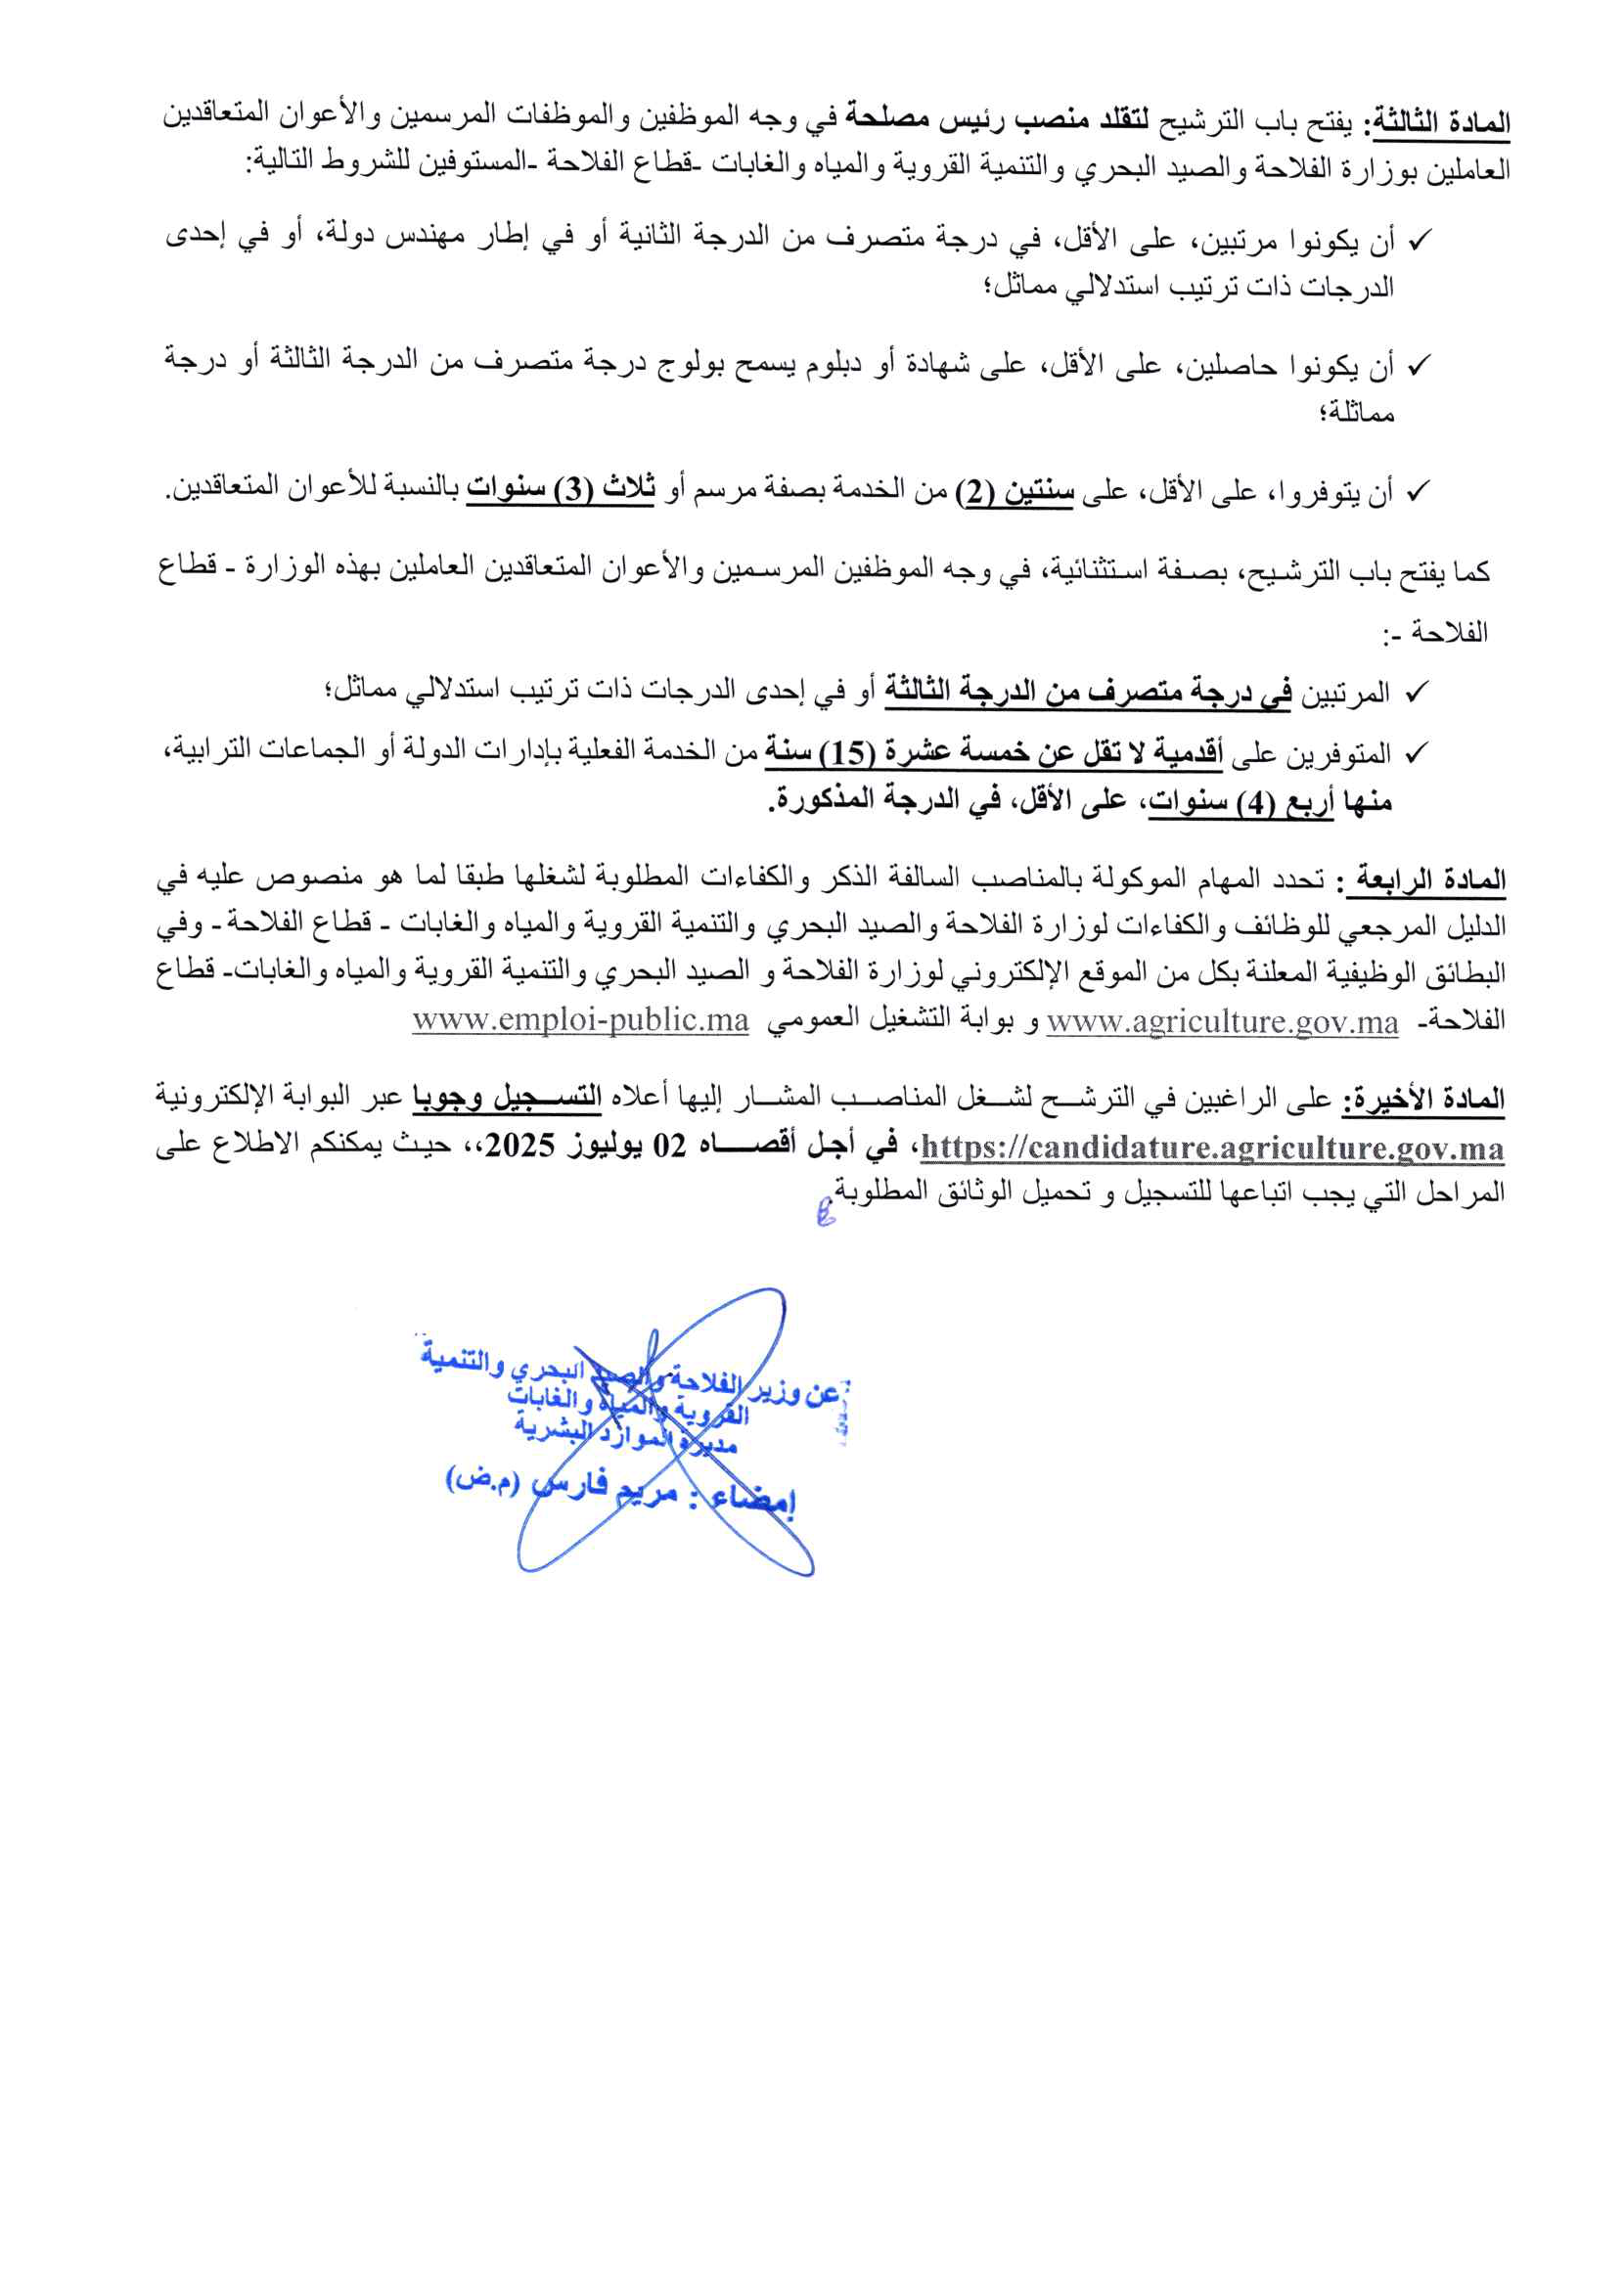 المادة الثالثة: يفتح باب الترشيح لتقلد منصب رئيس مصلحة في وجه الموظفين والموظفات المرسمين والأعوان المتعاقدين
العاملين بوزارة الفلاحة والصيد البحري والتنمية القروية والمياه والغابات -قطاع الفلاحة -المستوفين للشروط التالية:
✓ أن يكونوا مرتبين، على الأقل، في درجة متصرف من الدرجة الثانية أو في إطار مهندس دولة، أو في إحدى
الدرجات ذات ترتيب استدلالي مماثل؛
✓ أن يكونوا حاصلين، على الأقل، على شهادة أو دبلوم يسمح بولوج درجة متصرف من الدرجة الثالثة أو درجة
مماثلة؛
✓ أن يتوفروا، على الأقل، على سنتين (2) من الخدمة بصفة مرسم أو ثلاث (3) سنوات بالنسبة للأعوان المتعاقدين.
كما يفتح باب الترشيح، بصفة استثنائية، في وجه الموظفين المرسمين والأعوان المتعاقدين العاملين بهذه الوزارة - قطاع
الفلاحة -:
✓ المرتبين في درجة متصرف من الدرجة الثالثة أو في إحدى الدرجات ذات ترتيب استدلالي مماثل؛
✓ المتوفرين على أقدمية لا تقل عن خمسة عشرة (15) سنة من الخدمة الفعلية بإدارات الدولة أو الجماعات الترابية،
منها أربع (4) سنوات، على الأقل، في الدرجة المذكورة.
المادة الرابعة : تحدد المهام الموكولة بالمناصب السالفة الذكر والكفاءات المطلوبة لشغلها طبقا لما هو منصوص عليه في
الدليل المرجعي للوظائف والكفاءات لوزارة الفلاحة والصيد البحري والتنمية القروية والمياه والغابات - قطاع الفلاحة - وفي
البطائق الوظيفية المعلنة بكل من الموقع الإلكتروني لوزارة الفلاحة و الصيد البحري والتنمية القروية والمياه والغابات- قطاع
الفلاحة- www.agriculture.gov.ma و بوابة التشغيل العمومي www.emploi-public.ma
المادة الأخيرة: على الراغبين في الترشح لشغل المناصب المشار إليها أعلاه التسجيل وجوبا عبر البوابة الإلكترونية
https://candidature.agriculture.gov.ma، في أجل أقصاه 02 يوليوز 2025،، حيث يمكنكم الاطلاع على
المراحل التي يجب اتباعها للتسجيل و تحميل الوثائق المطلوبة.
عن وزير الفلاحة والصيد البحري والتنمية
القروية والمياه والغابات
مديرة الموارد البشرية
إمضاء : مريم فارس (م.ض)